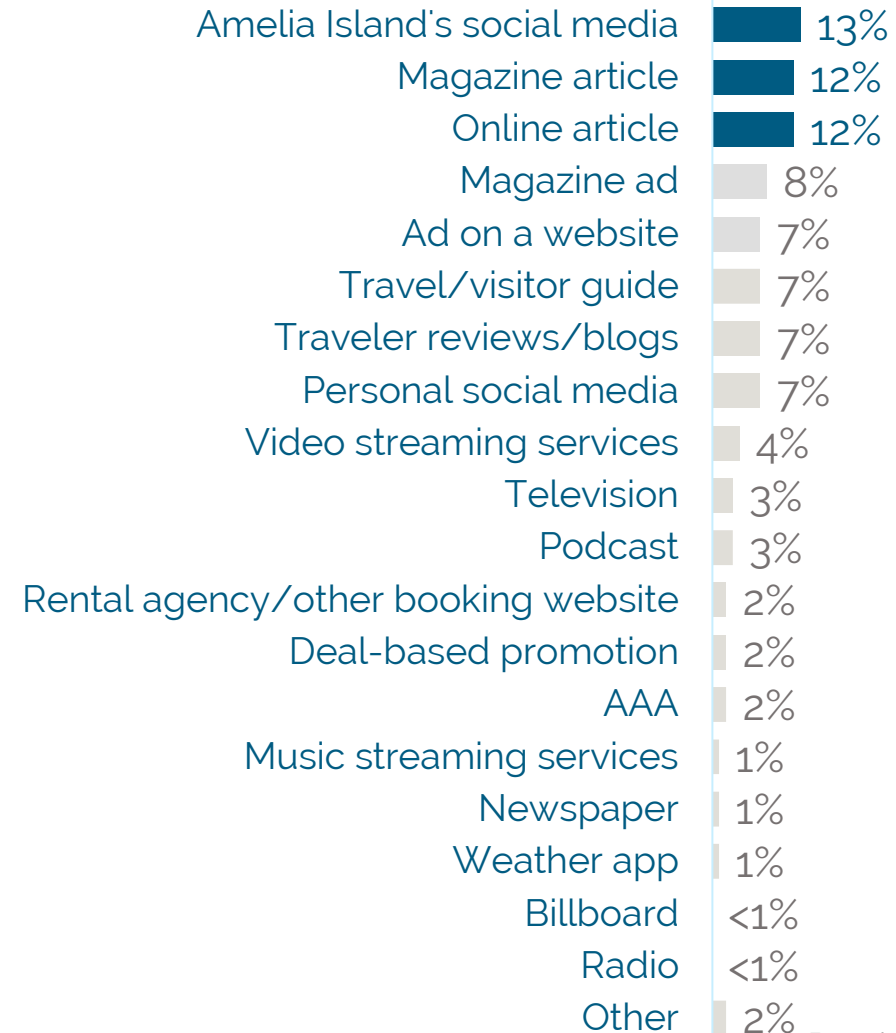 Amelia Island's social media 13%
Magazine article 12%
Online article 12%
Magazine ad 8%
Ad on a website 7%
Travel/visitor guide 7%
Traveler reviews/blogs 7%
Personal social media 7%
Video streaming services 4%
Television 3%
Podcast 3%
Rental agency/other booking website 2%
Deal-based promotion 2%
AAA 2%
Music streaming services 1%
Newspaper 1%
Weather app 1%
Billboard <1%
Radio <1%
Other 2%